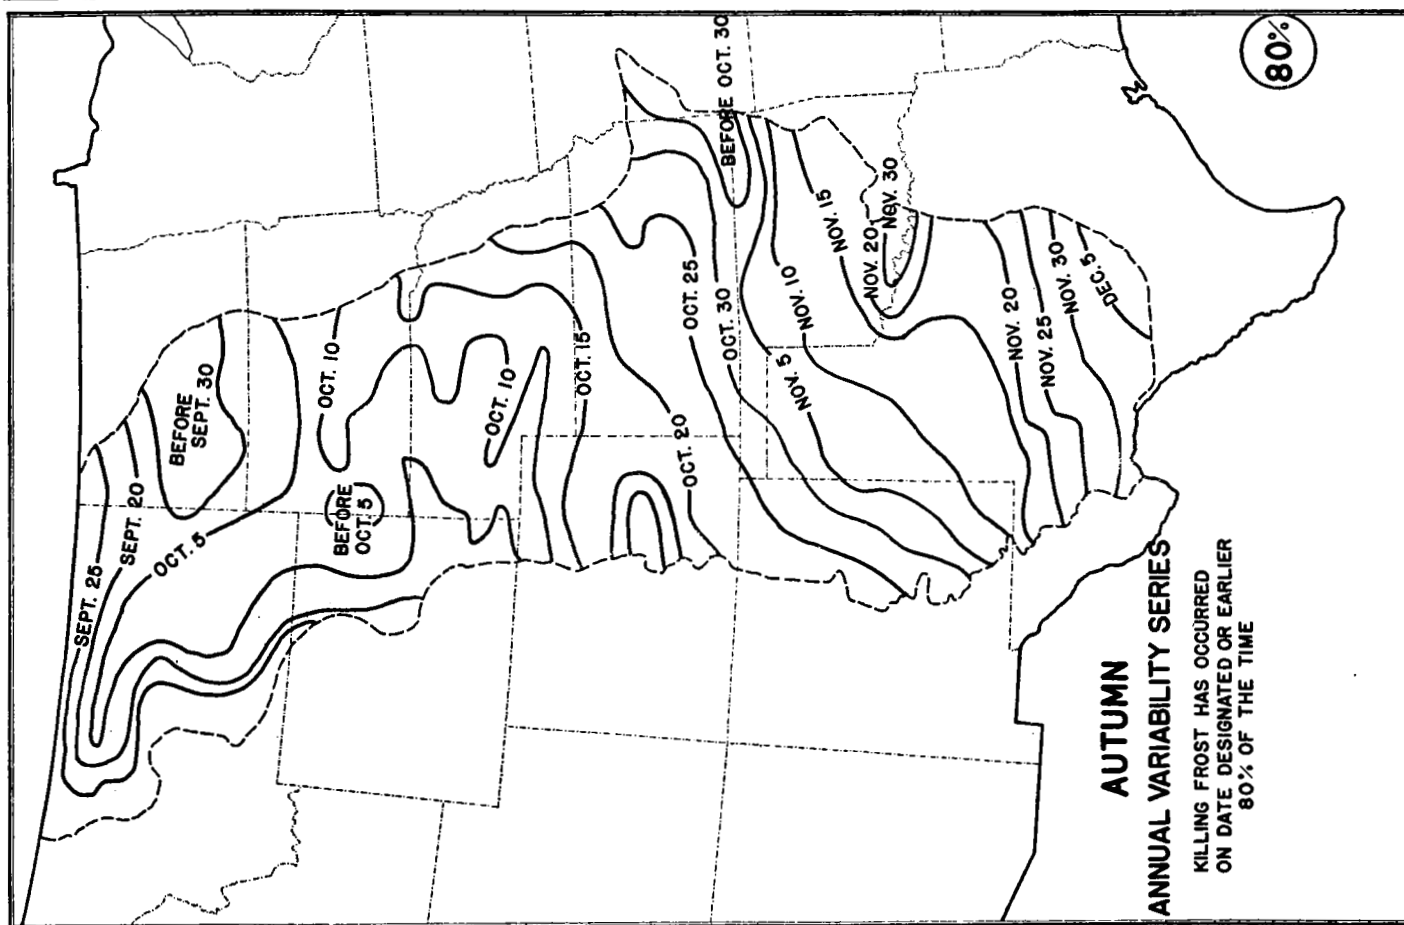 80%
BEFORE OCT. 30
NOV. 30
NOV. 15
NOV. 20
NOV. 10
NOV. 5
OCT. 25
OCT. 30
NOV. 20
NOV. 25
NOV. 30
DEC. 5
OCT. 15
OCT. 20
OCT. 10
OCT. 10
BEFORE
SEPT. 30
BEFORE
OCT. 5
SEPT. 20
OCT. 5
SEPT. 25
AUTUMN
ANNUAL VARIABILITY SERIES
KILLING FROST HAS OCCURRED
ON DATE DESIGNATED OR EARLIER
80% OF THE TIME